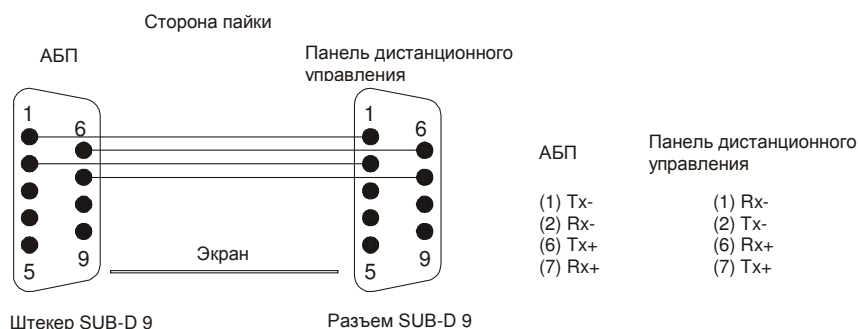 Сторона пайки
АБП
Панель дистанционного
управления
1
6
5
9
1
6
5
9
Экран
Штекер SUB-D 9
Разъем SUB-D 9
АБП
Панель дистанционного
управления
(1) Tx-
(1) Rx-
(2) Rx-
(2) Tx-
(6) Tx+
(6) Rx+
(7) Rx+
(7) Tx+